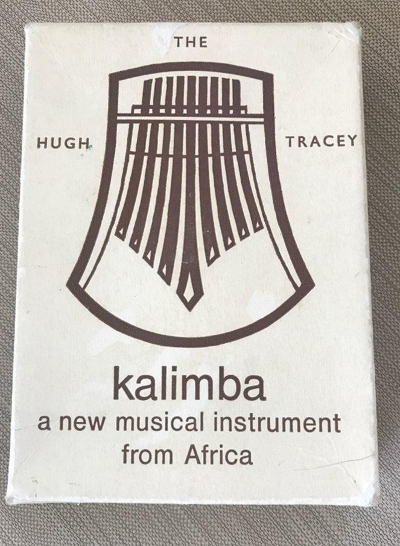 THE
HUGH TRACEY
kalimba
a new musical instrument
from Africa